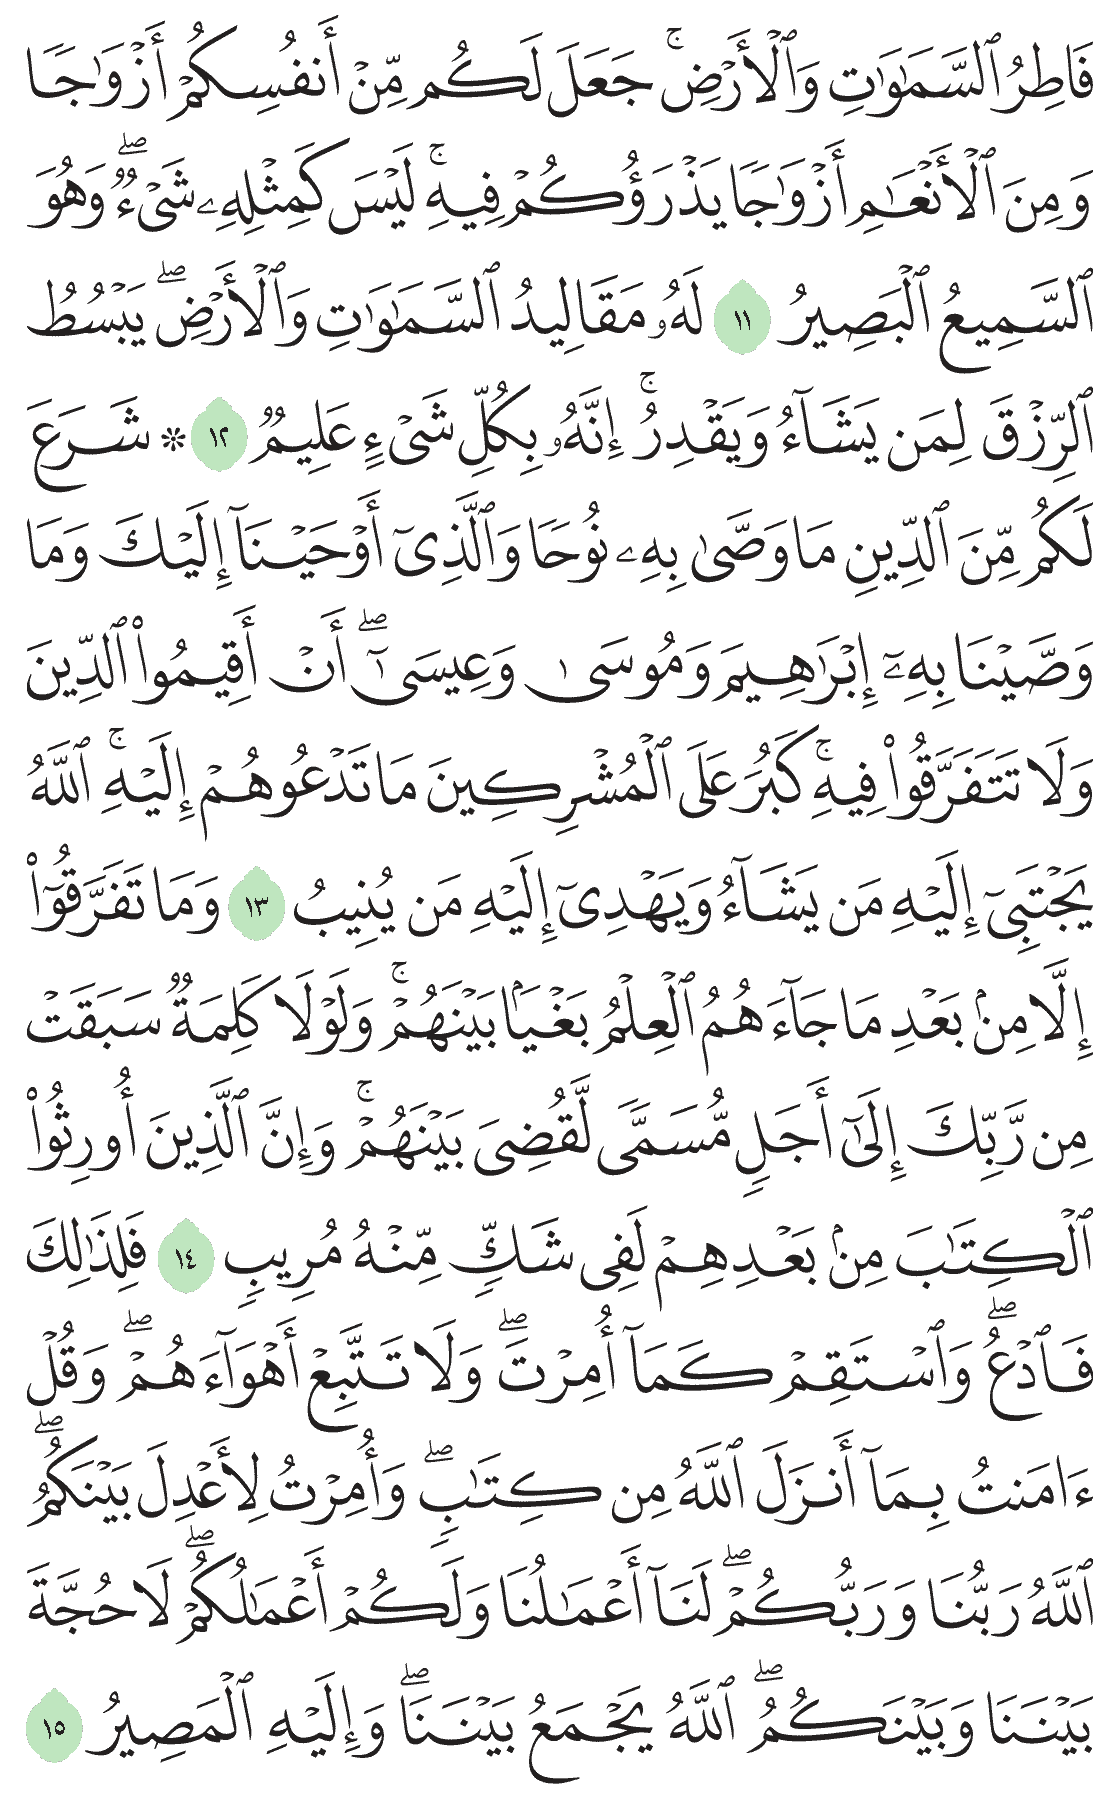 فَاطِرُ ٱلسَّمَٰوَٰتِ وَٱلْأَرْضِۚ جَعَلَ لَكُم مِّنْ أَنفُسِكُمْ أَزْوَٰجًا
وَمِنَ ٱلْأَنْعَٰمِ أَزْوَٰجًا يَذْرَؤُكُمْ فِيهِۚ لَيْسَ كَمِثْلِهِۦ شَىْءٌۖ وَهُوَ
ٱلسَّمِيعُ ٱلْبَصِيرُ ١١ لَهُۥ مَقَالِيدُ ٱلسَّمَٰوَٰتِ وَٱلْأَرْضِۖ يَبْسُطُ
ٱلرِّزْقَ لِمَن يَشَآءُ وَيَقْدِرُۚ إِنَّهُۥ بِكُلِّ شَىْءٍ عَلِيمٌ ١٢ * شَرَعَ
لَكُم مِّنَ ٱلدِّينِ مَا وَصَّىٰ بِهِۦ نُوحًا وَٱلَّذِىٓ أَوْحَيْنَآ إِلَيْكَ وَمَا
وَصَّيْنَا بِهِۦٓ إِبْرَٰهِيمَ وَمُوسَىٰ وَعِيسَىٰٓۖ أَنْ أَقِيمُوا۟ ٱلدِّينَ
وَلَا تَتَفَرَّقُوا۟ فِيهِۚ كَبُرَ عَلَى ٱلْمُشْرِكِينَ مَا تَدْعُوهُمْ إِلَيْهِۚ ٱللَّهُ
يَجْتَبِىٓ إِلَيْهِ مَن يَشَآءُ وَيَهْدِىٓ إِلَيْهِ مَن يُنِيبُ ١٣ وَمَا تَفَرَّقُوٓا۟
إِلَّا مِنۢ بَعْدِ مَا جَآءَهُمُ ٱلْعِلْمُ بَغْيًۢا بَيْنَهُمْۚ وَلَوْلَا كَلِمَةٌ سَبَقَتْ
مِن رَّبِّكَ إِلَىٰٓ أَجَلٍ مُّسَمًّى لَّقُضِىَ بَيْنَهُمْۚ وَإِنَّ ٱلَّذِينَ أُورِثُوا۟
ٱلْكِتَٰبَ مِنۢ بَعْدِهِمْ لَفِى شَكٍّ مِّنْهُ مُرِيبٍ ١٤ فَلِذَٰلِكَ
فَٱدْعُۖ وَٱسْتَقِمْ كَمَآ أُمِرْتَۖ وَلَا تَتَّبِعْ أَهْوَآءَهُمْۖ وَقُلْ
ءَامَنتُ بِمَآ أَنزَلَ ٱللَّهُ مِن كِتَٰبٍۖ وَأُمِرْتُ لِأَعْدِلَ بَيْنَكُمُۖ
ٱللَّهُ رَبُّنَا وَرَبُّكُمْۖ لَنَآ أَعْمَٰلُنَا وَلَكُمْ أَعْمَٰلُكُمْۖ لَا حُجَّةَ
بَيْنَنَا وَبَيْنَكُمُۖ ٱللَّهُ يَجْمَعُ بَيْنَنَاۖ وَإِلَيْهِ ٱلْمَصِيرُ ١٥